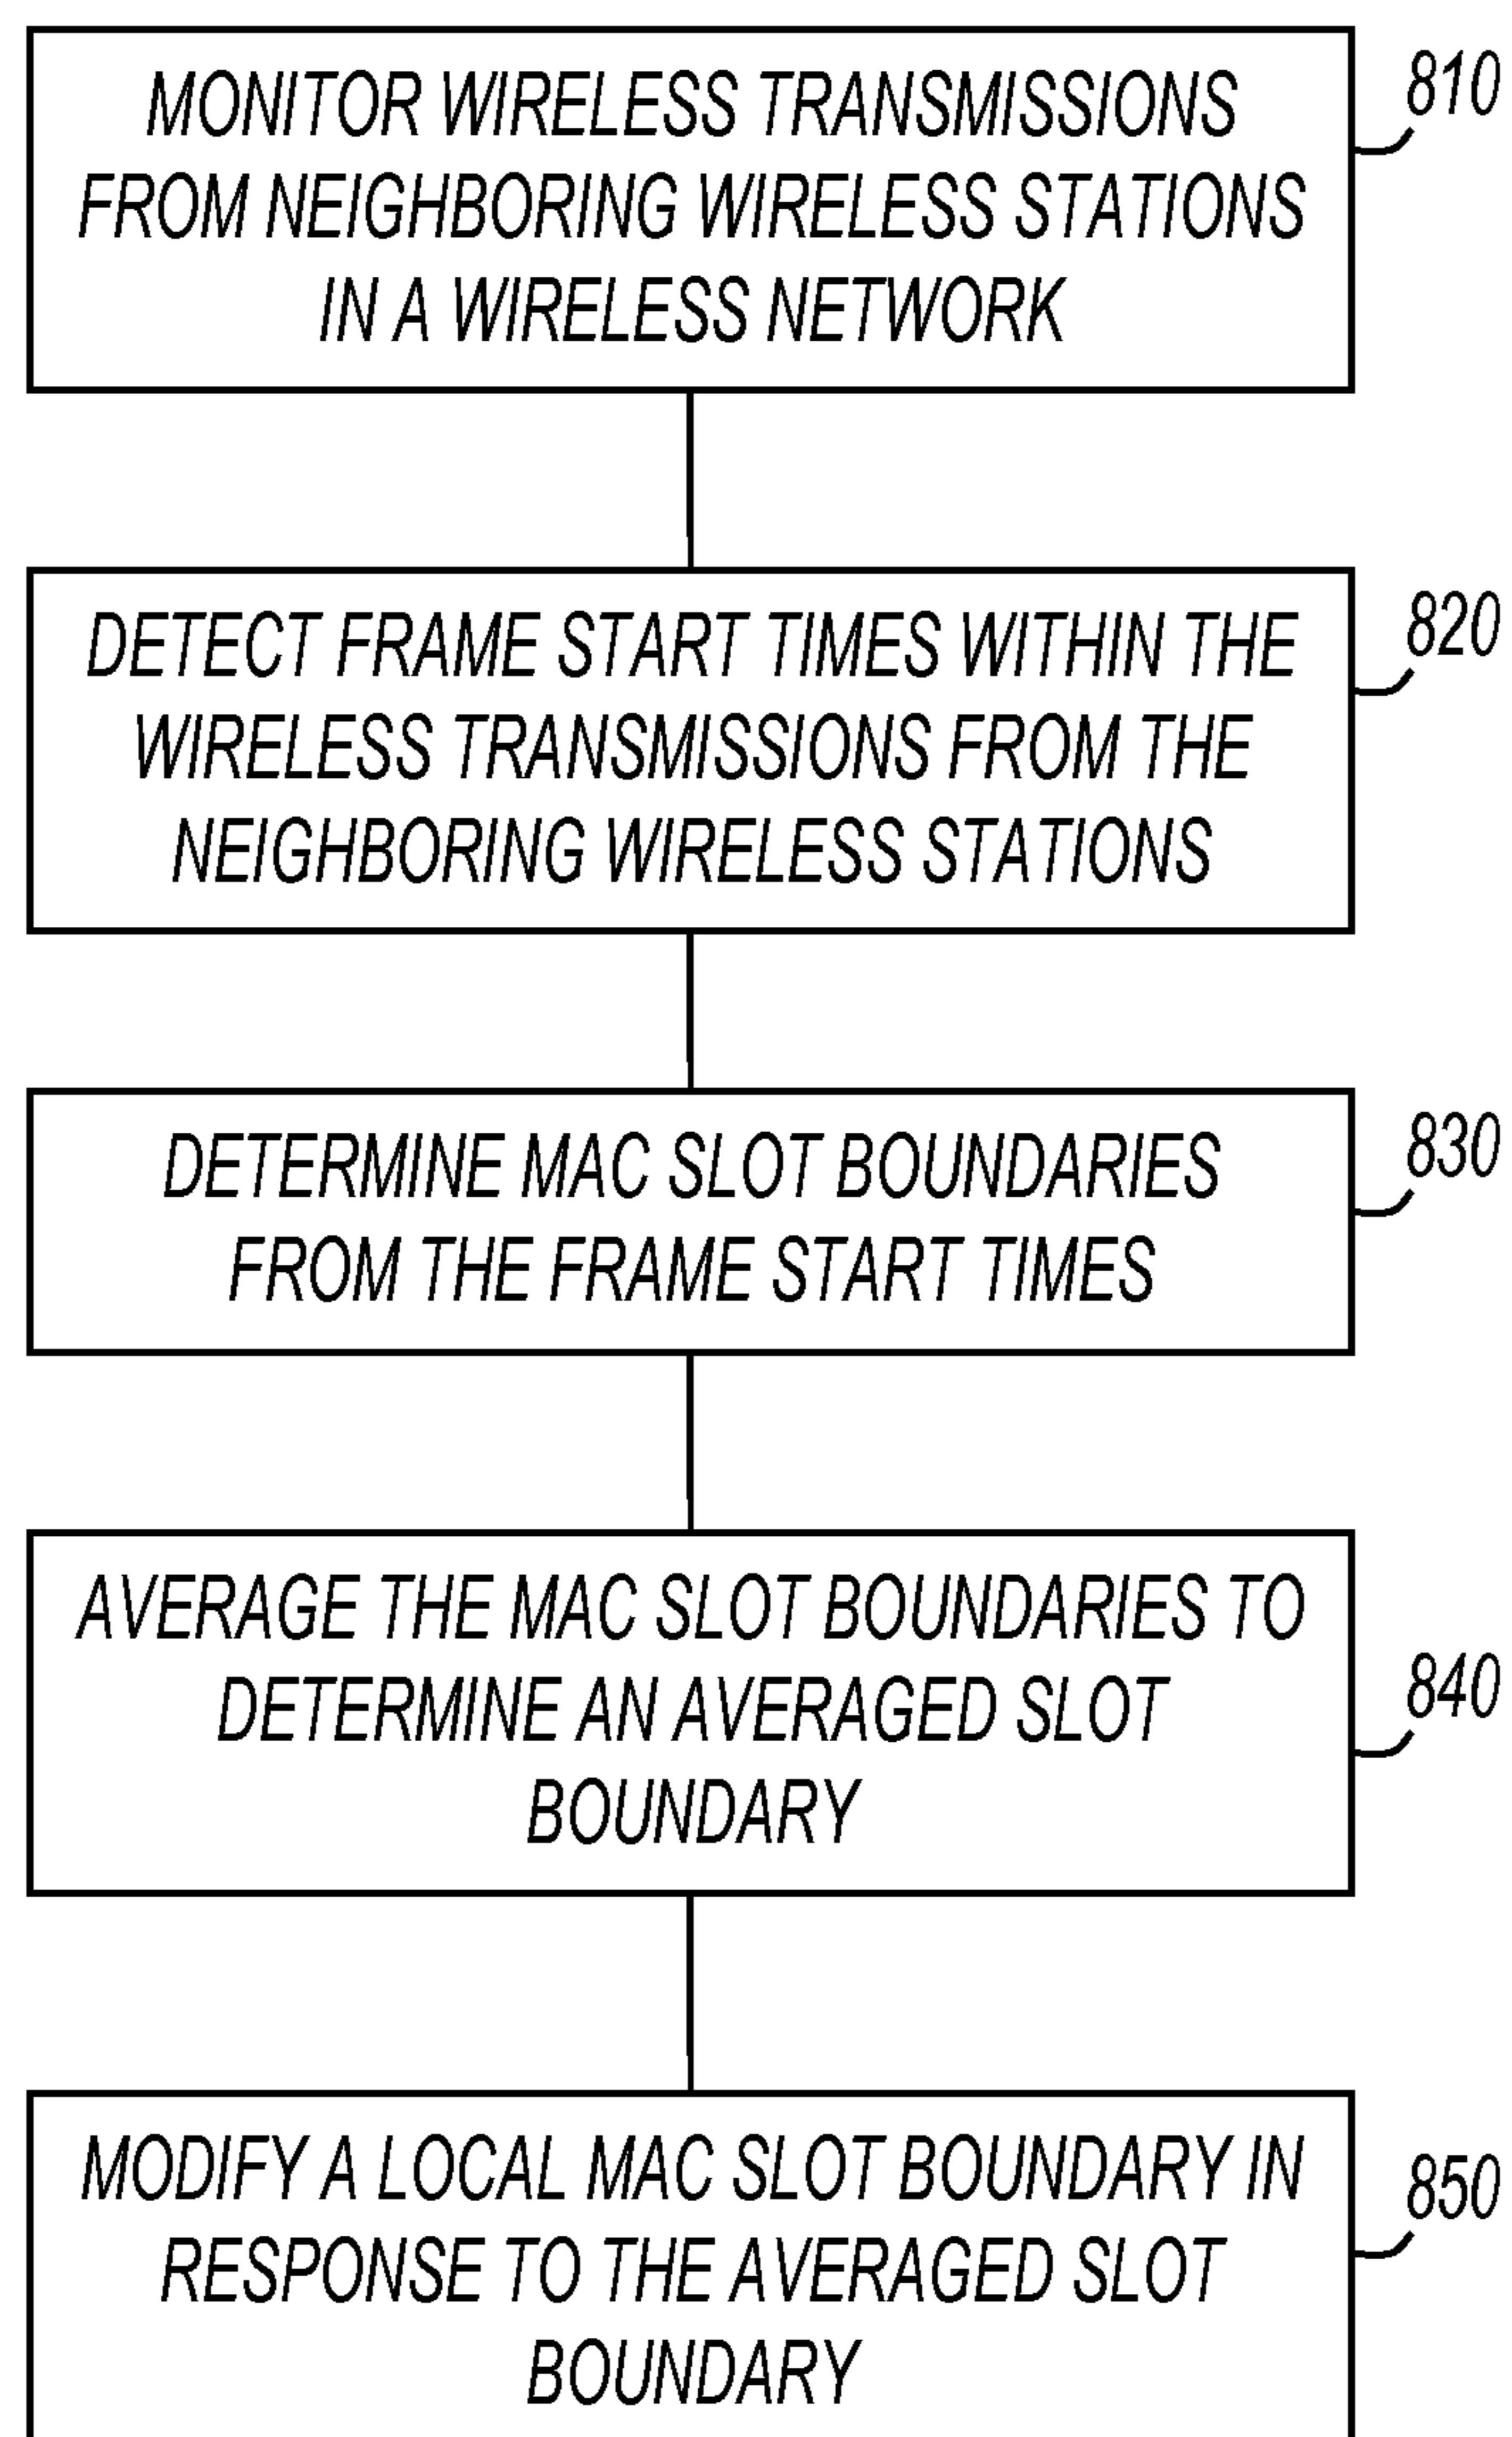 MONITOR WIRELESS TRANSMISSIONS
FROM NEIGHBORING WIRELESS STATIONS
IN A WIRELESS NETWORK
810
DETECT FRAME START TIMES WITHIN THE
WIRELESS TRANSMISSIONS FROM THE
NEIGHBORING WIRELESS STATIONS
820
DETERMINE MAC SLOT BOUNDARIES
FROM THE FRAME START TIMES
830
AVERAGE THE MAC SLOT BOUNDARIES TO
DETERMINE AN AVERAGED SLOT
BOUNDARY
840
MODIFY A LOCAL MAC SLOT BOUNDARY IN
RESPONSE TO THE AVERAGED SLOT
BOUNDARY
850